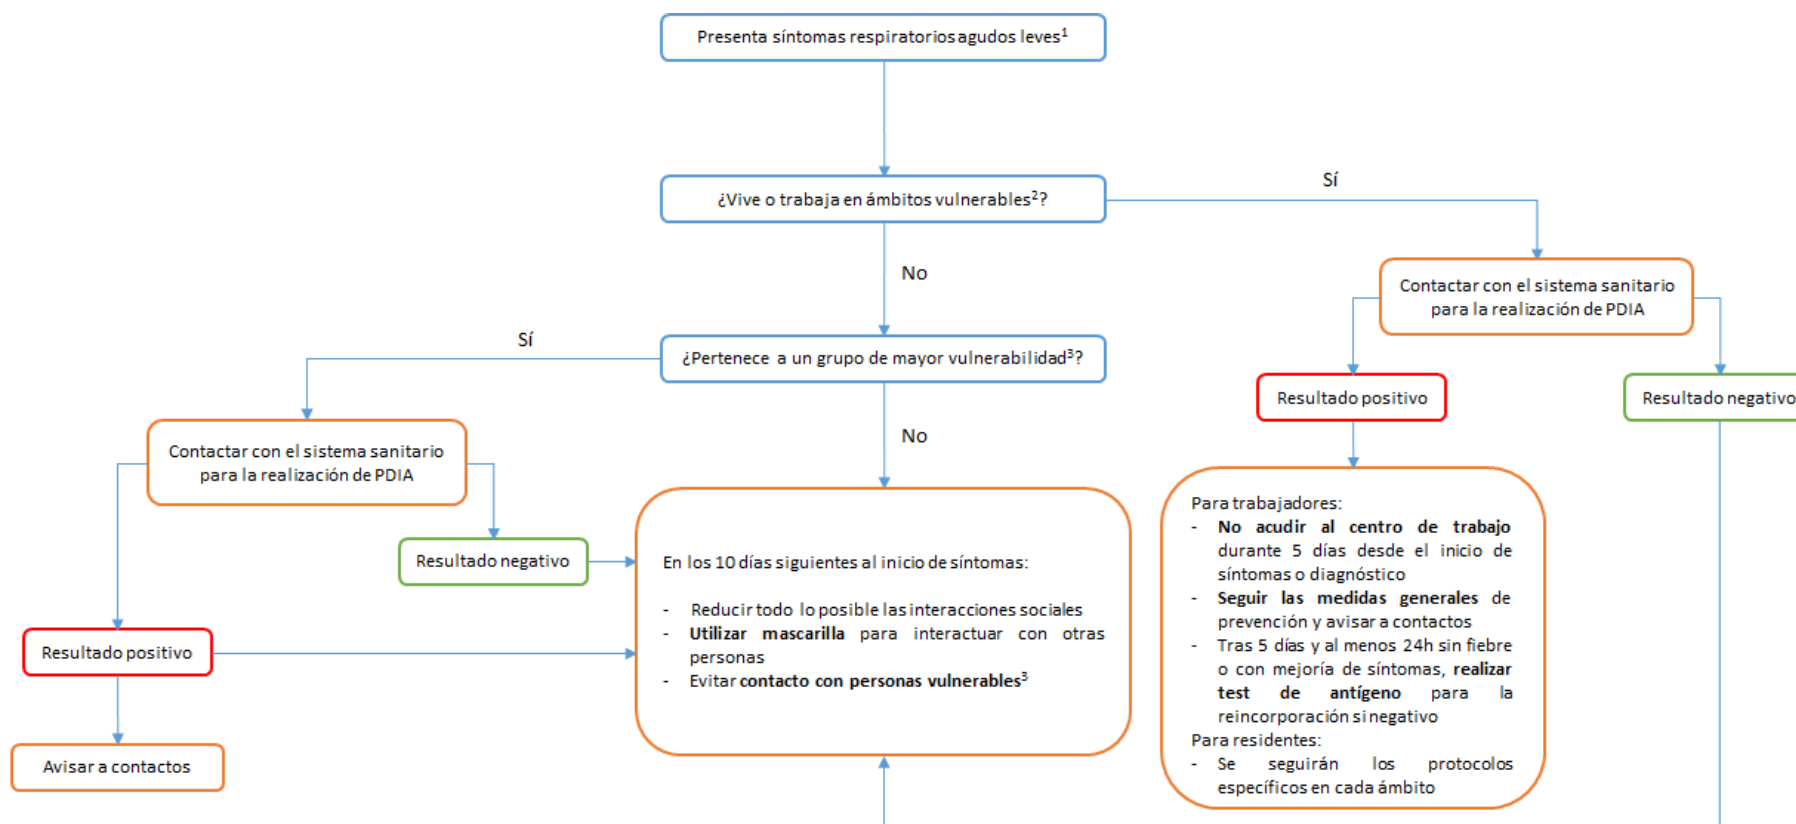 Presenta síntomas respiratorios agudos leves¹
¿Vive o trabaja en ámbitos vulnerables²?
Sí
No
Contactar con el sistema sanitario
para la realización de PDIA
Sí
¿Pertenece a un grupo de mayor vulnerabilidad³?
Resultado positivo
Resultado negativo
No
Contactar con el sistema sanitario
para la realización de PDIA
Resultado negativo
Resultado positivo
Avisar a contactos
En los 10 días siguientes al inicio de síntomas:
- Reducir todo lo posible las interacciones sociales
- Utilizar mascarilla para interactuar con otras
personas
- Evitar contacto con personas vulnerables³
Para trabajadores:
- No acudir al centro de trabajo
durante 5 días desde el inicio de
síntomas o diagnóstico
- Seguir las medidas generales de
prevención y avisar a contactos
- Tras 5 días y al menos 24h sin fiebre
o con mejoría de síntomas, realizar
test de antígeno para la
reincorporación si negativo
Para residentes:
- Se seguirán los protocolos
específicos en cada ámbito